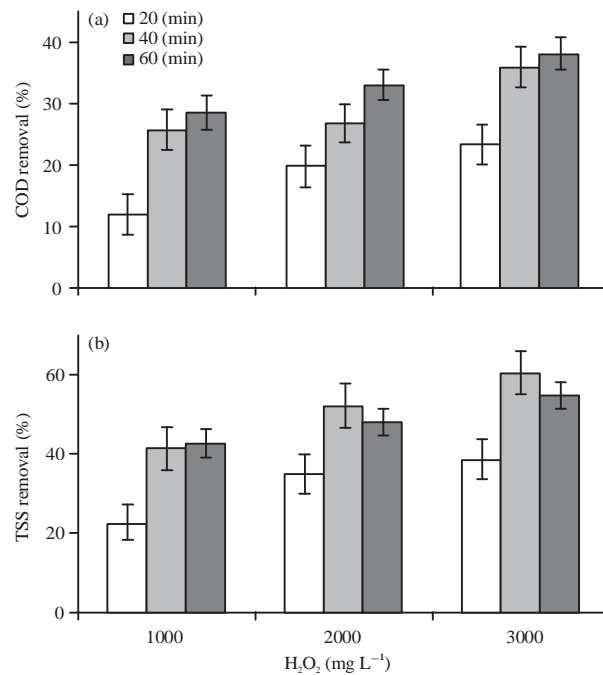 (a)
20 (min)
40 (min)
60 (min)
COD removal (%)
40
30
20
10
0
(b)
TSS removal (%)
60
40
20
0
1000
2000
3000
H₂O₂ (mg L⁻¹)